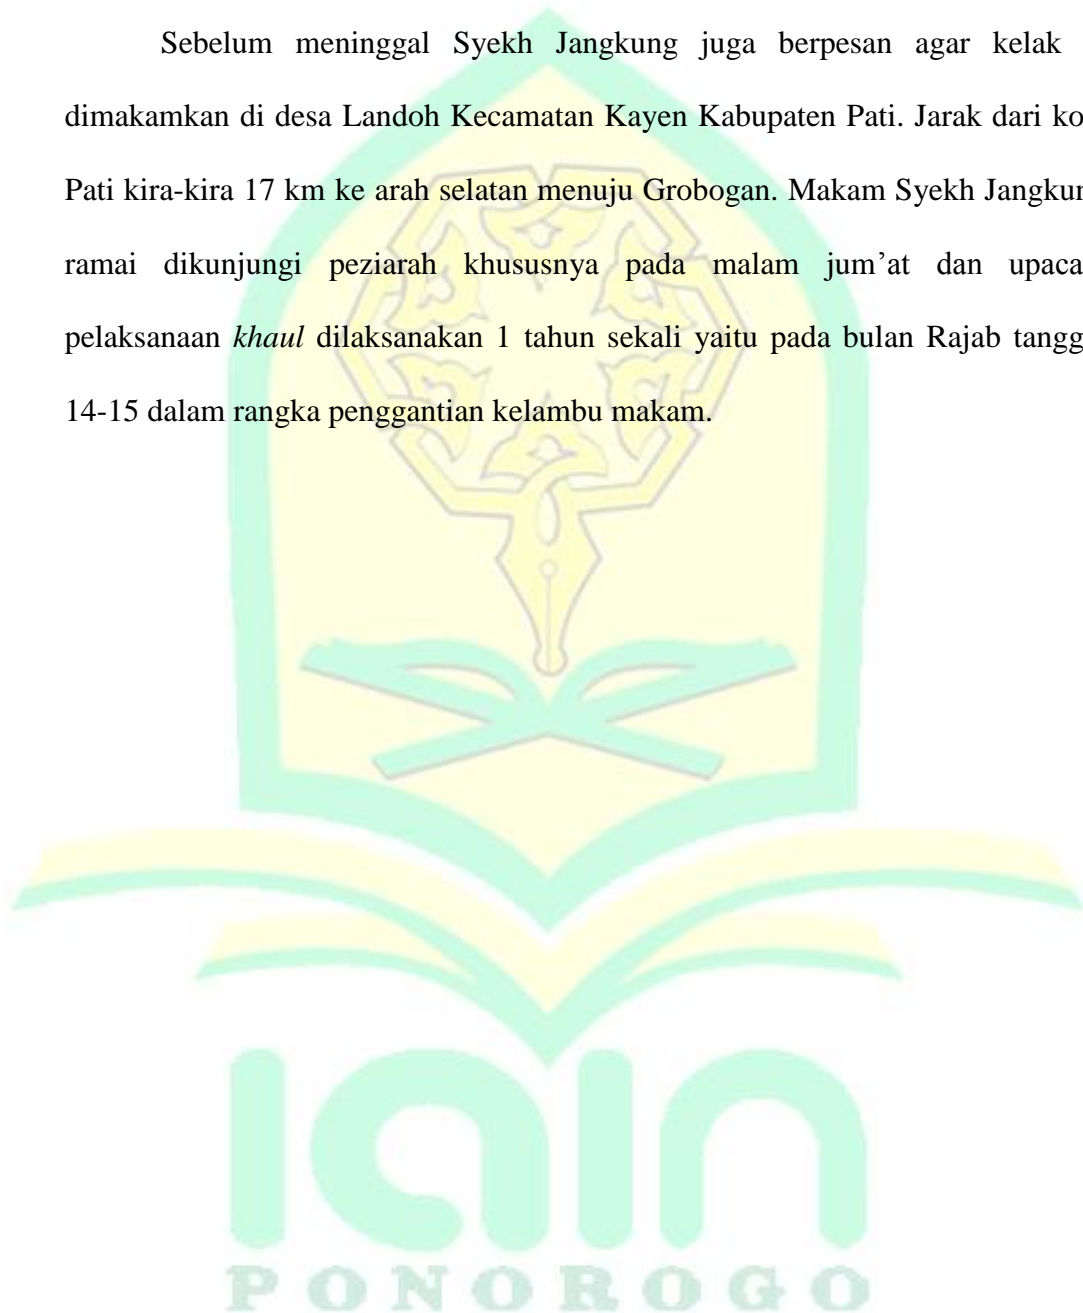 Sebelum meninggal Syekh Jangkung juga berpesan agar kelak
dimakamkan di desa Landoh Kecamatan Kayen Kabupaten Pati. Jarak dari ko
Pati kira-kira 17 km ke arah selatan menuju Grobogan. Makam Syekh Jangkun
ramai dikunjungi peziarah khususnya pada malam jum’at dan upaca
pelaksanaan khaul dilaksanakan 1 tahun sekali yaitu pada bulan Rajab tangg
14-15 dalam rangka penggantian kelambu makam.
iain
PONOROGO